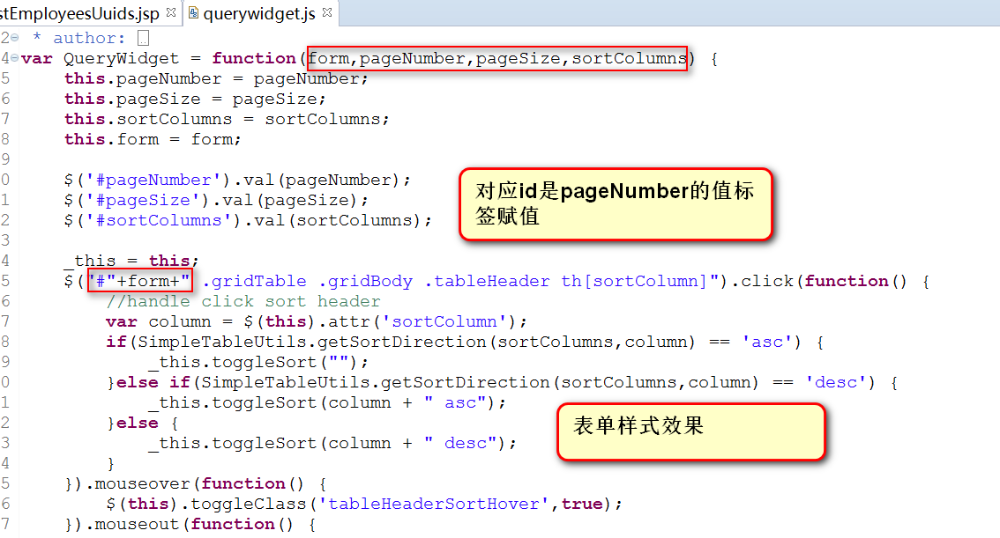 stEmployeesUuids.jsp querywidget.js
2 * author: ..
4 var QueryWidget = function(form,pageNumber,pageSize,sortColumns) {
5 this.pageNumber = pageNumber;
6 this.pageSize = pageSize;
7 this.sortColumns = sortColumns;
8 this.form = form;
9
0 $('#pageNumber').val(pageNumber);
1 $('#pageSize').val(pageSize);
2 $('#sortColumns').val(sortColumns);
3
对应id是pageNumber的值标
签赋值
4 _this = this;
5 $("#"+form+" .gridTable .gridBody .tableHeader th[sortColumn]").click(function() {
6 //handle click sort header
7 var column = $(this).attr('sortColumn');
8 if(SimpleTableUtils.getSortDirection(sortColumns,column) == 'asc') {
9 _this.toggleSort("");
0 }else if(SimpleTableUtils.getSortDirection(sortColumns,column) == 'desc') {
1 _this.toggleSort(column + " asc");
2 }else {
3 _this.toggleSort(column + " desc");
表单样式效果
4 }
5 }).mouseover(function() {
6 $(this).toggleClass('tableHeaderSortHover',true);
7 }).mouseout(function() {